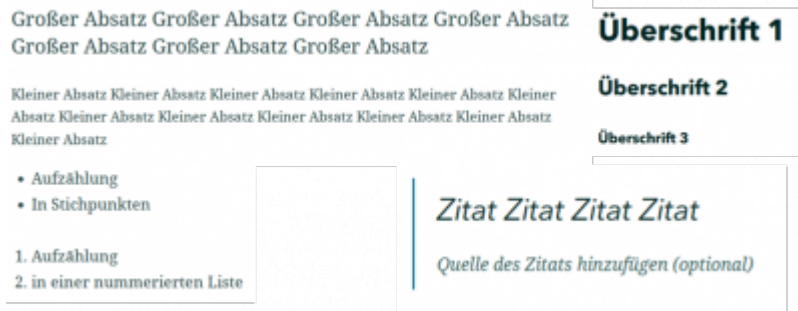 Großer Absatz Großer Absatz Großer Absatz Großer Absatz
Großer Absatz Großer Absatz Großer Absatz
Kleiner Absatz Kleiner Absatz Kleiner Absatz Kleiner Absatz Kleiner Absatz Kleiner
Absatz Kleiner Absatz Kleiner Absatz Kleiner Absatz Kleiner Absatz Kleiner Absatz
Kleiner Absatz
• Aufzählung
• In Stichpunkten
1. Aufzählung
2. in einer nummerierten Liste
Überschrift 1
Überschrift 2
Überschrift 3
Zitat Zitat Zitat Zitat
Quelle des Zitats hinzufügen (optional)